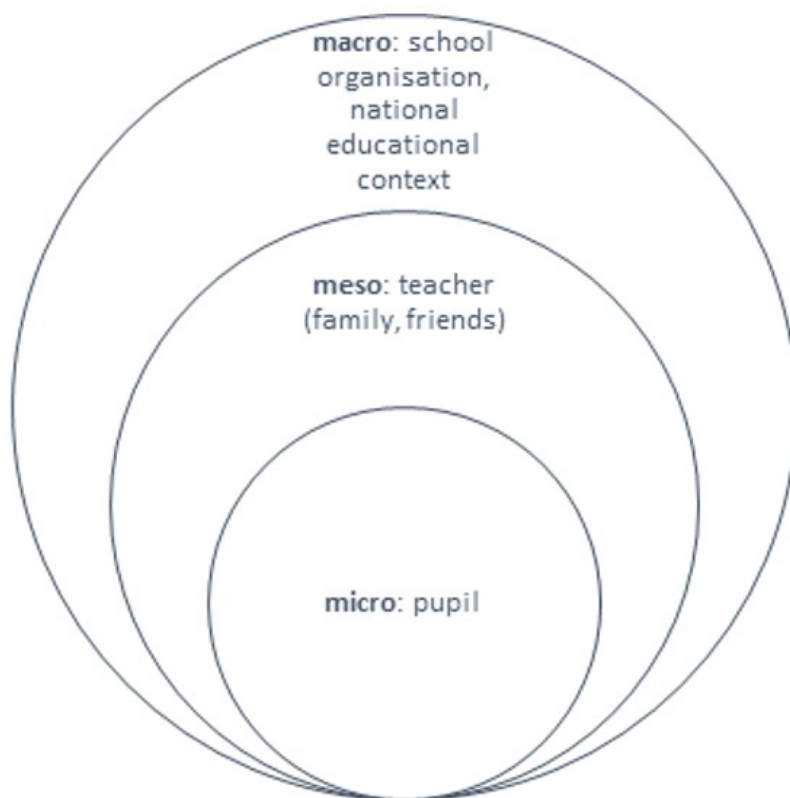 macro: school
organisation,
national
educational
context
meso: teacher
(family, friends)
micro: pupil